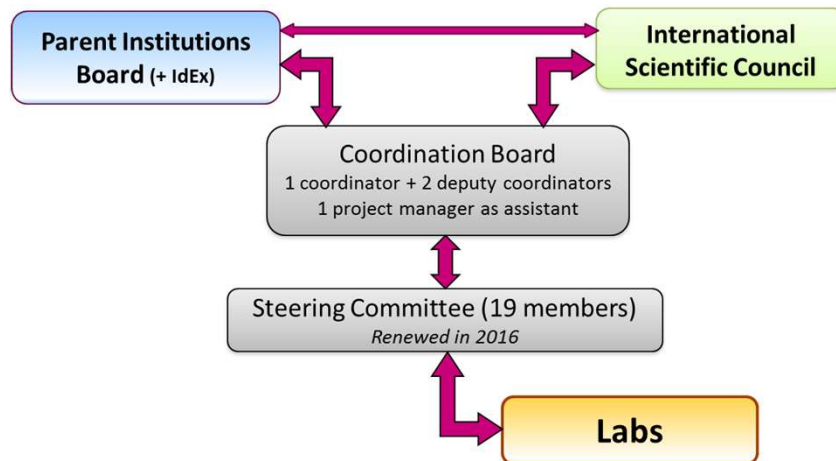 Parent Institutions
Board (+ IdEx)
International
Scientific Council
Coordination Board
1 coordinator + 2 deputy coordinators
1 project manager as assistant
Steering Committee (19 members)
Renewed in 2016
Labs